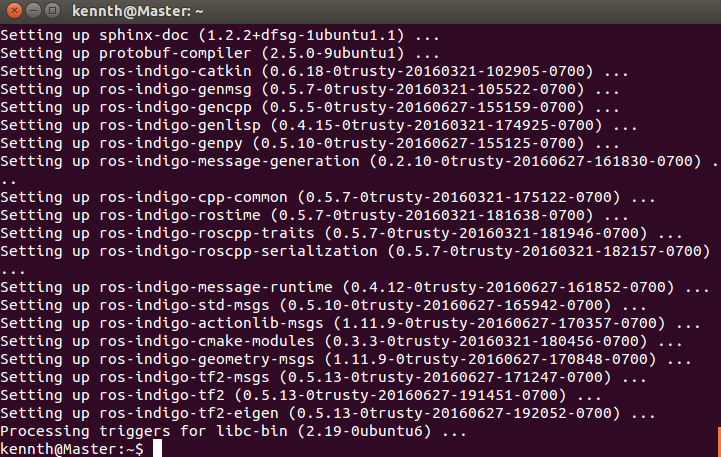 kennth@Master: ~
Setting up sphinx-doc (1.2.2+dfsg-1ubuntu1.1) ...
Setting up protobuf-compiler (2.5.0-9ubuntu1) ...
Setting up ros-indigo-catkin (0.6.18-0trusty-20160321-102905-0700) ...
Setting up ros-indigo-genmsg (0.5.7-0trusty-20160321-105522-0700) ...
Setting up ros-indigo-gencpp (0.5.5-0trusty-20160627-155159-0700) ...
Setting up ros-indigo-genlisp (0.4.15-0trusty-20160321-174925-0700) ...
Setting up ros-indigo-genpy (0.5.10-0trusty-20160627-155125-0700) ...
Setting up ros-indigo-message-generation (0.2.10-0trusty-20160627-161830-0700) .
..
Setting up ros-indigo-cpp-common (0.5.7-0trusty-20160321-175122-0700) ...
Setting up ros-indigo-rostime (0.5.7-0trusty-20160321-181638-0700) ...
Setting up ros-indigo-roscpp-traits (0.5.7-0trusty-20160321-181946-0700) ...
Setting up ros-indigo-roscpp-serialization (0.5.7-0trusty-20160321-182157-0700)
...
Setting up ros-indigo-message-runtime (0.4.12-0trusty-20160627-161852-0700) ...
Setting up ros-indigo-std-msgs (0.5.10-0trusty-20160627-165942-0700) ...
Setting up ros-indigo-actionlib-msgs (1.11.9-0trusty-20160627-170357-0700) ...
Setting up ros-indigo-cmake-modules (0.3.3-0trusty-20160321-180456-0700) ...
Setting up ros-indigo-geometry-msgs (1.11.9-0trusty-20160627-170848-0700) ...
Setting up ros-indigo-tf2-msgs (0.5.13-0trusty-20160627-171247-0700) ...
Setting up ros-indigo-tf2 (0.5.13-0trusty-20160627-191451-0700) ...
Setting up ros-indigo-tf2-eigen (0.5.13-0trusty-20160627-192052-0700) ...
Processing triggers for libc-bin (2.19-0ubuntu6) ...
kennth@Master:~$